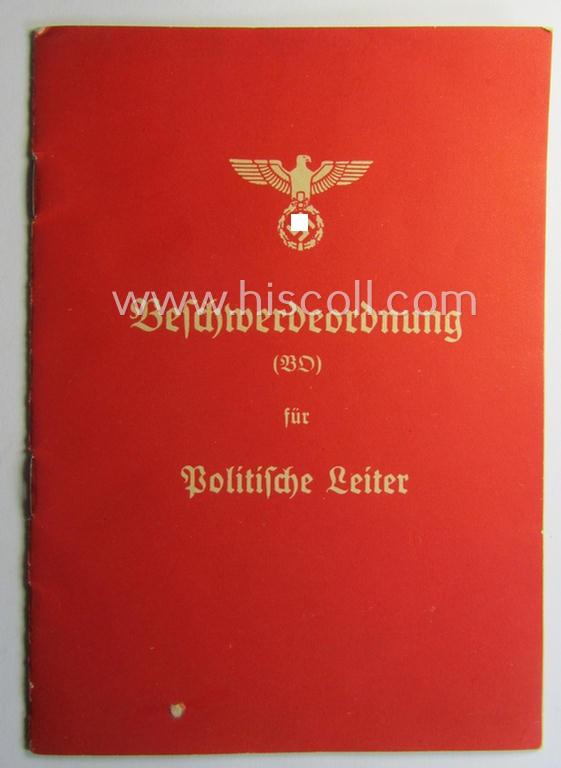 www.hiscoll.com
Beſchwerdeordnung
(BO)
für
Politiſche Leiter